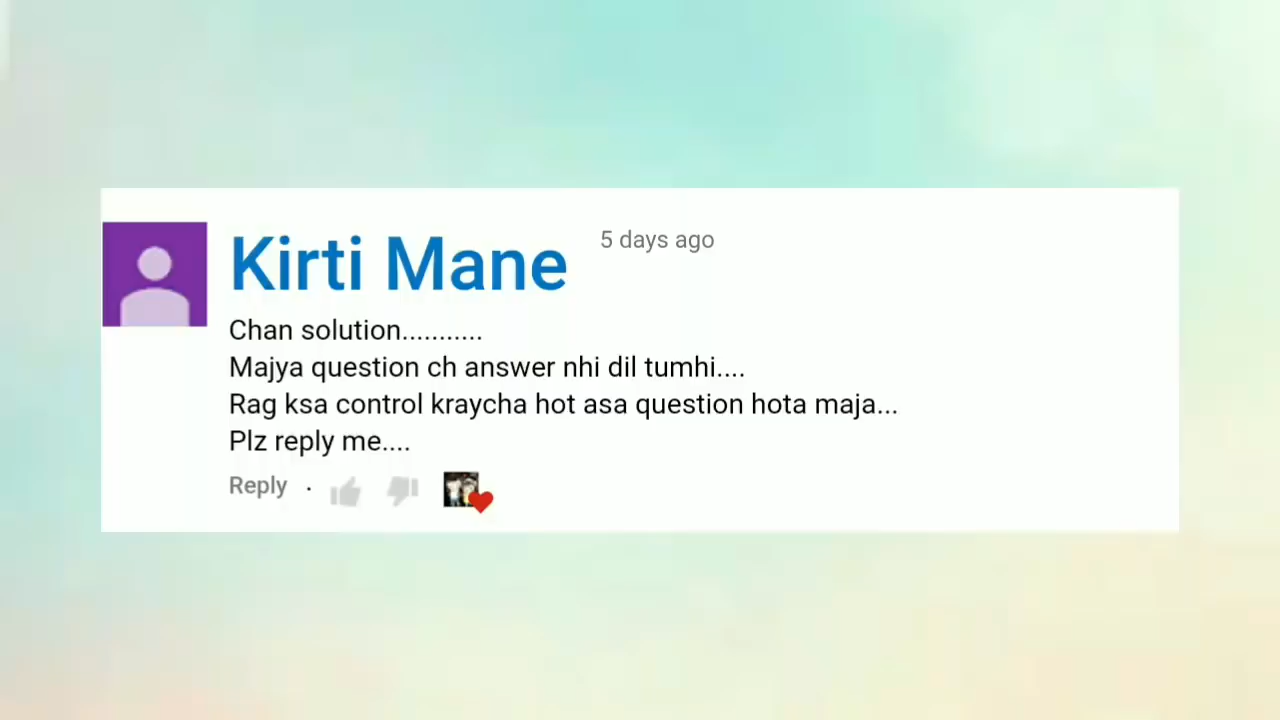 Kirti Mane 5 days ago
Chan solution...........
Majya question ch answer nhi dil tumhi....
Rag ksa control kraycha hot asa question hota maja...
Plz reply me....
Reply ·